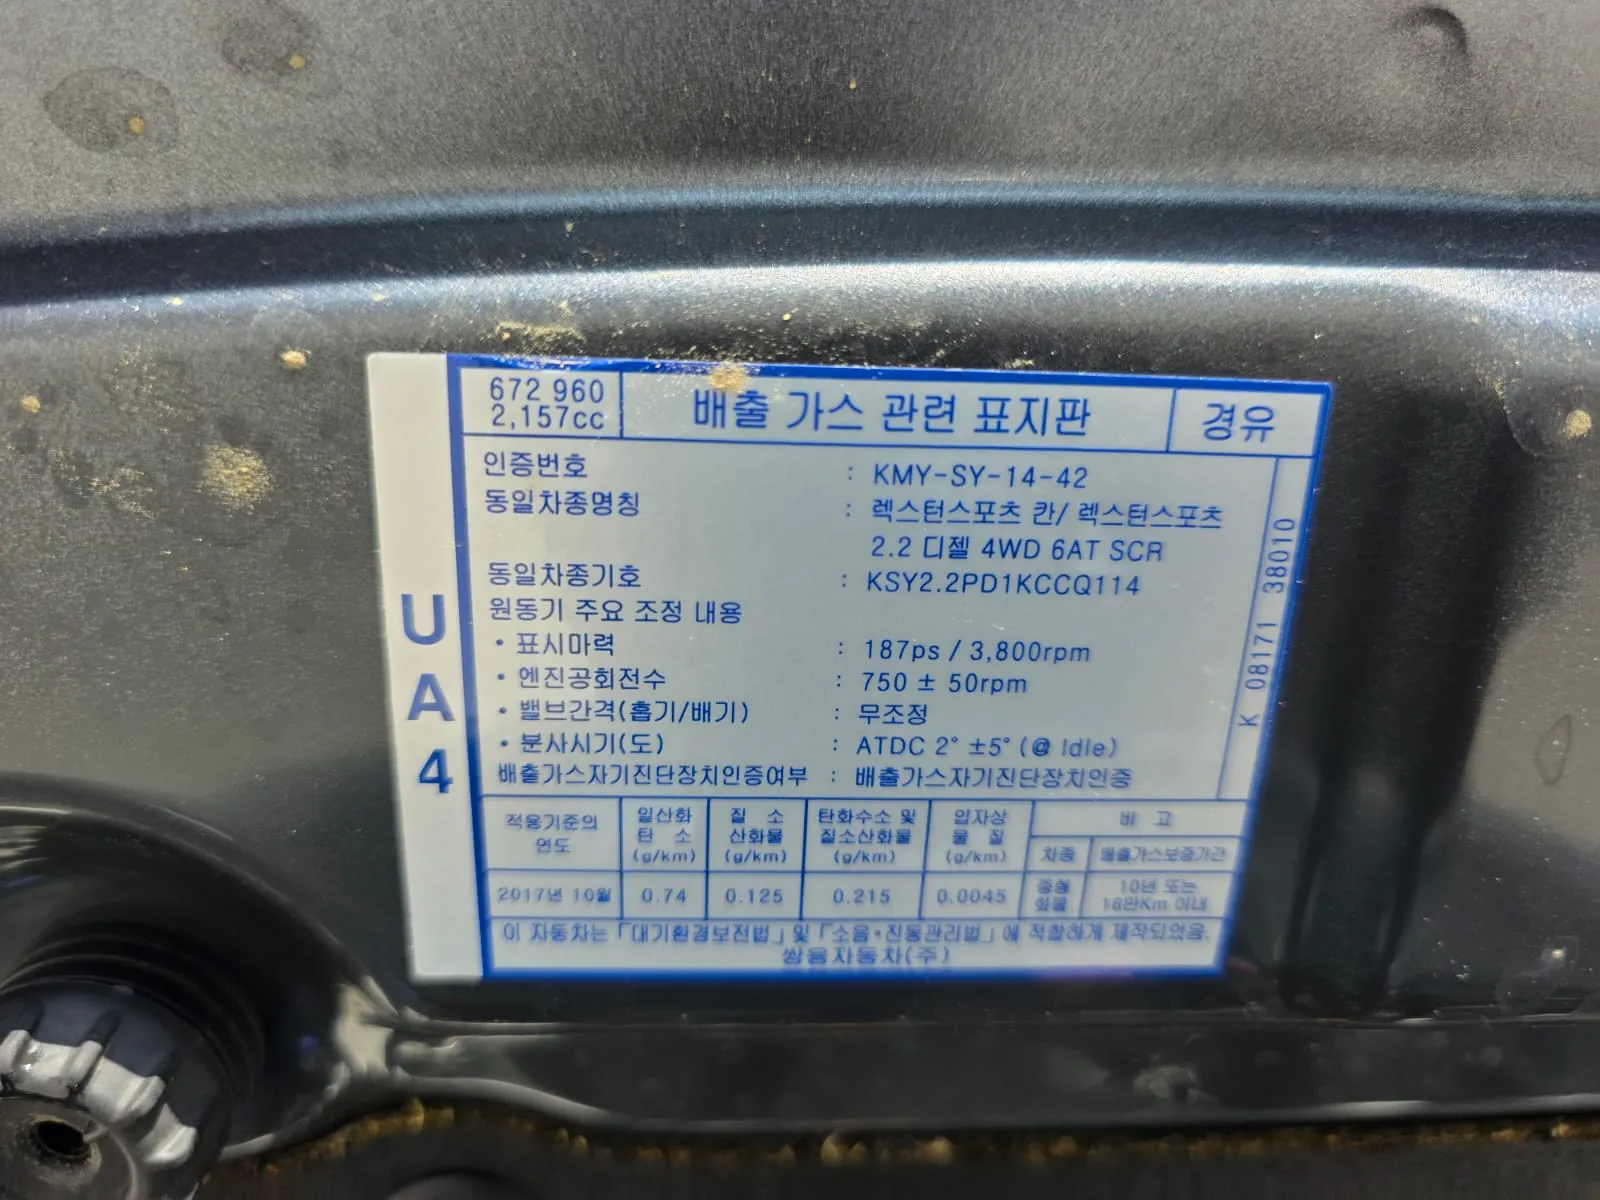 672 960
2,157cc
배출 가스 관련 표지판
경유
인증번호 : KMY-SY-14-42
동일차종명칭 : 렉스턴스포츠 칸/ 렉스턴스포츠
2.2 디젤 4WD 6AT SCR
동일차종기호 : KSY2.2PD1KCCQ114
원동기 주요 조정 내용
• 표시마력 : 187ps / 3,800rpm
• 엔진공회전수 : 750 ± 50rpm
• 밸브간격(흡기/배기) : 무조정
• 분사시기(도) : ATDC 2° ±5° (@ Idle)
배출가스자기진단장치인증여부 : 배출가스자기진단장치인증
K 08171 38010
UA4
적용기준의 연도
일산화 탄 소 (g/km)
질 소 산화물 (g/km)
탄화수소 및 질소산화물 (g/km)
입자상 물 질 (g/km)
비 고
차종
배출가스보증기간
2017년 10월 0.74 0.125 0.215 0.0045 중형 화물 10년 또는 16만Km 이내
이 자동차는 「대기환경보전법」 및 「소음·진동관리법」에 적합하게 제작되었음.
쌍용자동차(주)